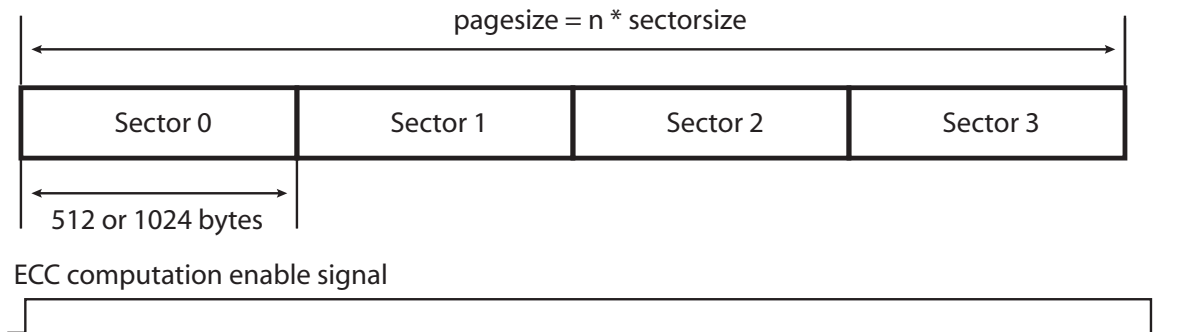 pagesize = n * sectorsize
Sector 0 Sector 1 Sector 2 Sector 3
512 or 1024 bytes
ECC computation enable signal